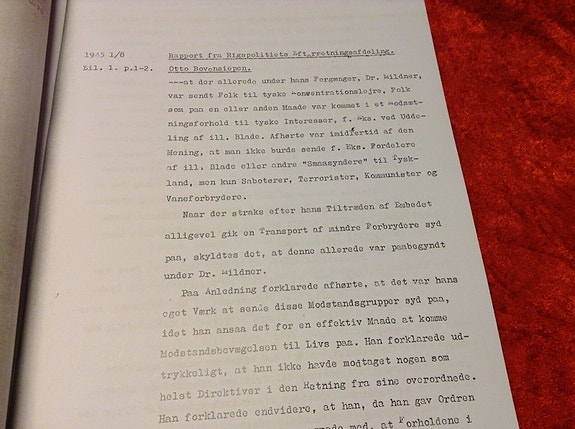 1945 1/8 Rapport fra Rigspolitiets Efterretningsafdeling.
Bil. 1. p.1-2. Otto Bovensiepen.
---at der allerede under hans Forgænger, Dr. Mildner,
var sendt Folk til tyske Koncentrationslejre, Folk
som paa en eller anden Maade var kommet i et Modsæt-
ningsforhold til tyske Interesser, f. Eks. ved Udde-
ling af ill. Blade. Afhørte var imidlertid af den
Mening, at man ikke burde sende f. Eks. Fordelere
af ill. Blade eller andre "Smaasyndere" til Tysk-
land, men kun Sabotører, Terrorister, Kommunister og
Vaneforbrydere.
Naar der straks efter hans Tiltræden af Embedet
alligevel gik en Transport af mindre Forbrydere syd
paa, skyldtes det, at denne allerede var paabegyndt
under Dr. Mildner.
Paa Anledning forklarede afhørte, at det var hans
eget Værk at sende disse Modstandsgrupper syd paa,
idet han ansaa det for en effektiv Maade at komme
Modstandsbevægelsen til Livs paa. Han forklarede ud-
trykkeligt, at han ikke havde modtaget nogen som
helst Direktiver i den Retning fra sine overordnede.
Han forklarede endvidere, at han, da han gav Ordren
med, at Forholdene i